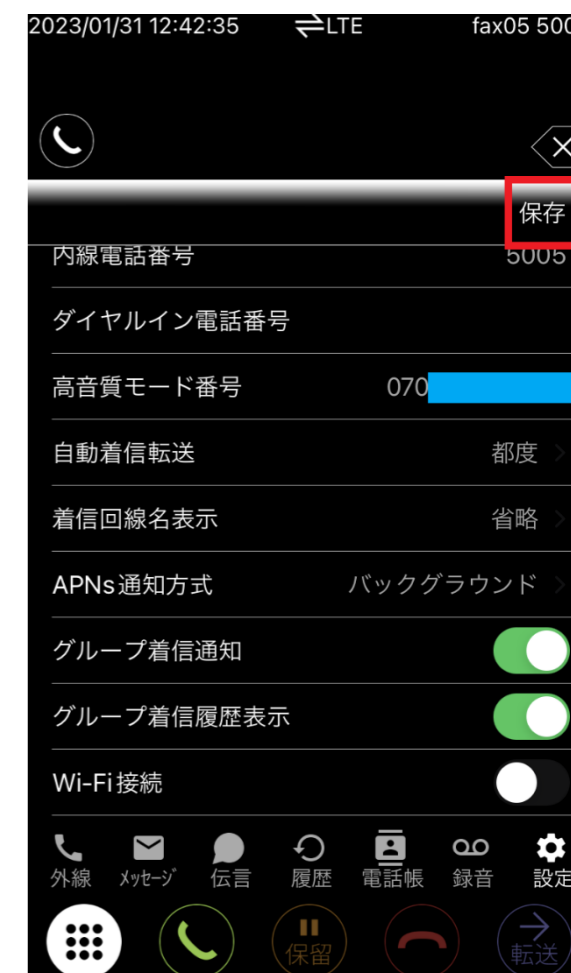 2023/01/31 12:42:35 LTE fax05 500
保存
内線電話番号 5005
ダイヤルイン電話番号
高音質モード番号 070
自動着信転送 都度
着信回線名表示 省略
APNs通知方式 バックグラウンド
グループ着信通知
グループ着信履歴表示
Wi-Fi接続
外線 メッセージ 伝言 履歴 電話帳 録音 設定
保留 転送